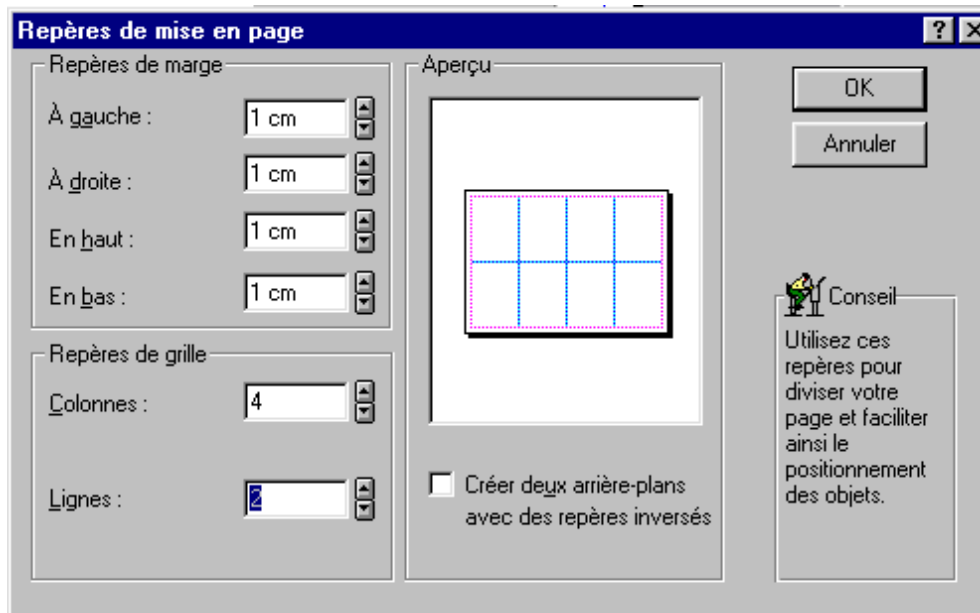 Repères de mise en page
Repères de marge
À gauche :
1 cm
À droite :
1 cm
En haut :
1 cm
En bas :
1 cm
Repères de grille
Colonnes :
4
Lignes :
2
Aperçu
Créer deux arrière-plans
avec des repères inversés
OK
Annuler
Conseil
Utilisez ces
repères pour
diviser votre
page et faciliter
ainsi le
positionnement
des objets.